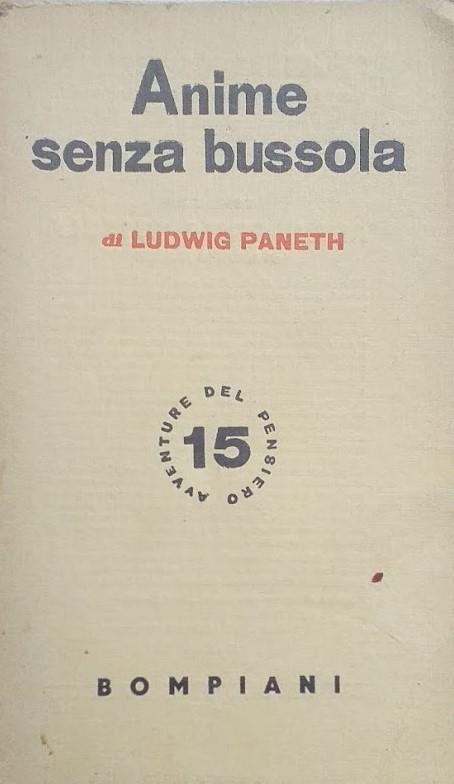 Anime
senza bussola
di LUDWIG PANETH
AVVENTURE DEL PENSIERO
15
BOMPIANI